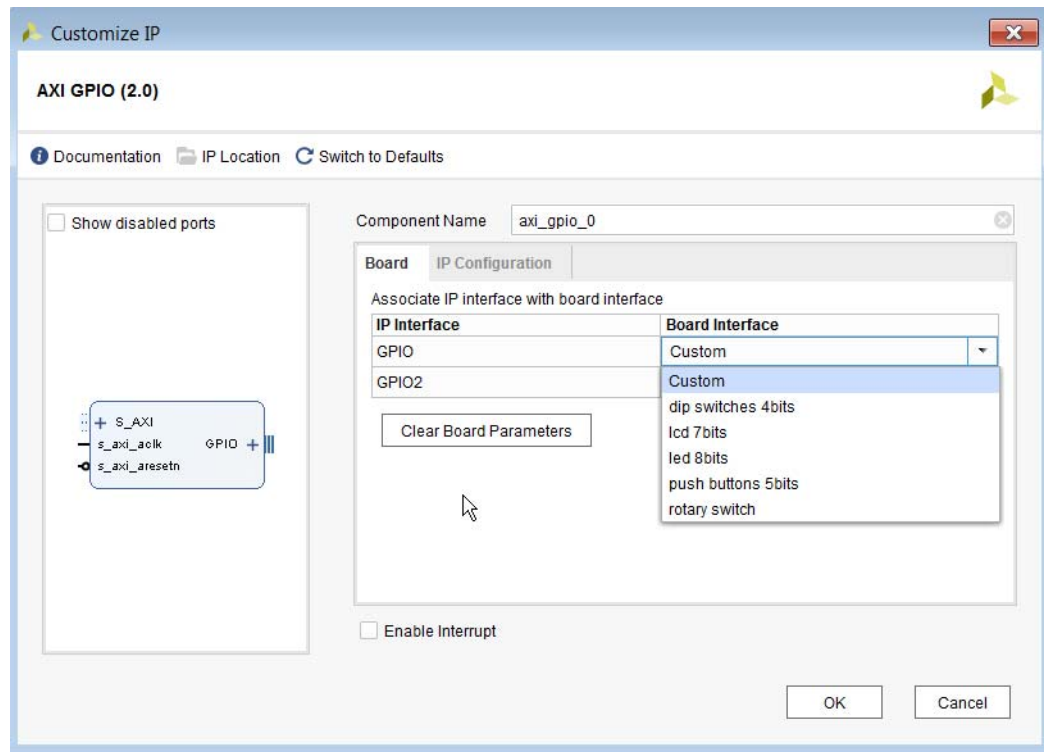 Customize IP
AXI GPIO (2.0)
Documentation IP Location Switch to Defaults
Show disabled ports
S_AXI
s_axi_aclk GPIO
s_axi_aresetn
Component Name axi_gpio_0
Board IP Configuration
Associate IP interface with board interface
IP Interface Board Interface
GPIO Custom
GPIO2
Custom
dip switches 4bits
lcd 7bits
led 8bits
push buttons 5bits
rotary switch
Clear Board Parameters
Enable Interrupt
OK Cancel